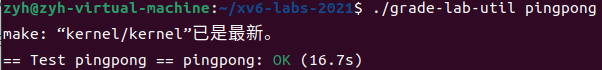 zyh@zyh-virtual-machine:~/xv6-labs-2021$ ./grade-lab-util pingpong
make: “kernel/kernel”已是最新。
== Test pingpong == pingpong: OK (16.7s)